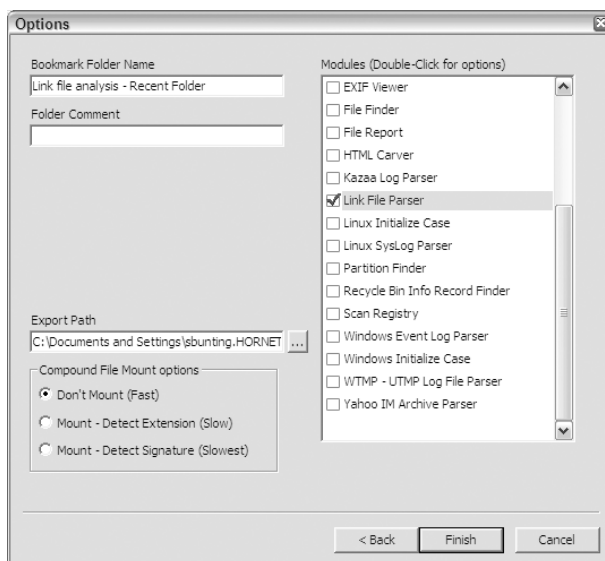 Options
Bookmark Folder Name
Link file analysis - Recent Folder
Folder Comment
Export Path
C:\Documents and Settings\sbunting.HORNET
...
Compound File Mount options
Don't Mount (Fast)
Mount - Detect Extension (Slow)
Mount - Detect Signature (Slowest)
Modules (Double-Click for options)
EXIF Viewer
File Finder
File Report
HTML Carver
Kazaa Log Parser
Link File Parser
Linux Initialize Case
Linux SysLog Parser
Partition Finder
Recycle Bin Info Record Finder
Scan Registry
Windows Event Log Parser
Windows Initialize Case
WTMP - UTMP Log File Parser
Yahoo IM Archive Parser
< Back
Finish
Cancel